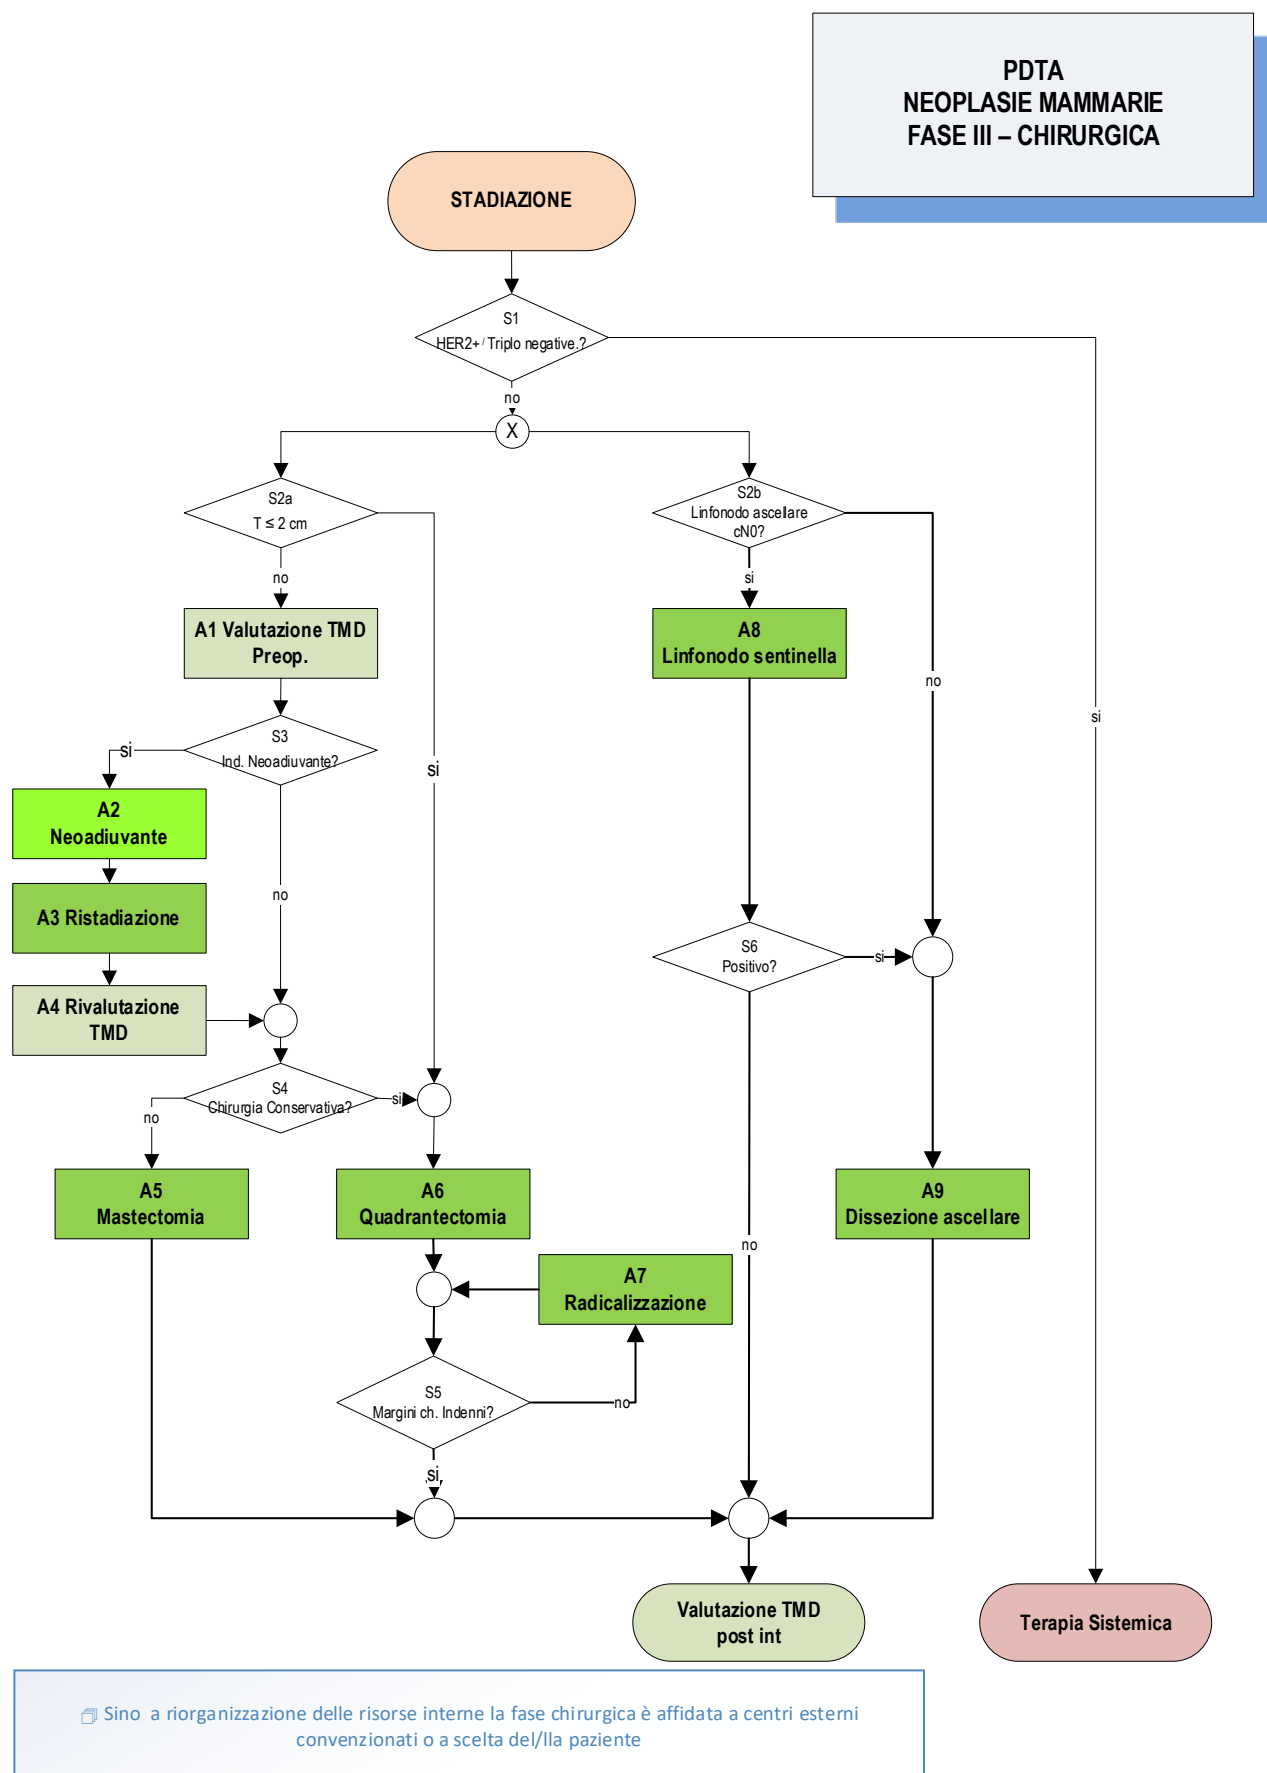 PDTA
NEOPLASIE MAMMARIE
FASE III – CHIRURGICA
STADIAZIONE
S1
HER2+ / Triplo negative.?
no
X
S2a
T ≤ 2 cm
S2b
Linfonodo ascellare
cN0?
no
si
A1 Valutazione TMD
Preop.
A8
Linfonodo sentinella
no
si
S3
Ind. Neoadiuvante?
si
si
A2
Neoadiuvante
no
A3 Ristadiazione
S6
Positivo?
si
A4 Rivalutazione
TMD
S4
Chirurgia Conservativa?
si
no
A5
Mastectomia
A6
Quadrantectomia
A9
Dissezione ascellare
no
A7
Radicalizzazione
S5
Margini ch. Indenni?
no
si
Valutazione TMD
post int
Terapia Sistemica
Sino a riorganizzazione delle risorse interne la fase chirurgica è affidata a centri esterni
convenzionati o a scelta del/lla paziente